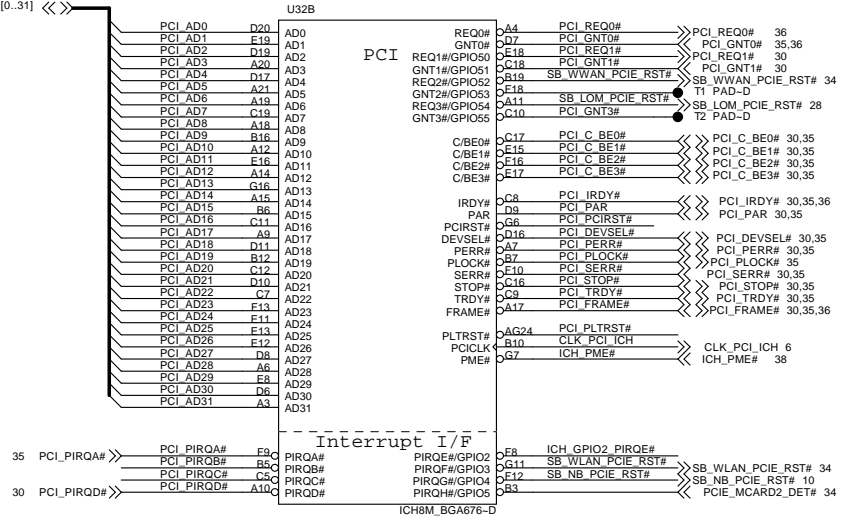 [0..31]
U32B
PCI
PCI_AD0 D20 AD0
PCI_AD1 E19 AD1
PCI_AD2 D19 AD2
PCI_AD3 A20 AD3
PCI_AD4 D17 AD4
PCI_AD5 A21 AD5
PCI_AD6 A19 AD6
PCI_AD7 C19 AD7
PCI_AD8 A18 AD8
PCI_AD9 B16 AD9
PCI_AD10 A12 AD10
PCI_AD11 E16 AD11
PCI_AD12 A14 AD12
PCI_AD13 G16 AD13
PCI_AD14 A15 AD14
PCI_AD15 B6 AD15
PCI_AD16 C11 AD16
PCI_AD17 A9 AD17
PCI_AD18 D11 AD18
PCI_AD19 B12 AD19
PCI_AD20 C12 AD20
PCI_AD21 D10 AD21
PCI_AD22 C7 AD22
PCI_AD23 F13 AD23
PCI_AD24 E11 AD24
PCI_AD25 E13 AD25
PCI_AD26 E12 AD26
PCI_AD27 D8 AD27
PCI_AD28 A6 AD28
PCI_AD29 E8 AD29
PCI_AD30 D6 AD30
PCI_AD31 A3 AD31
REQ0# A4 PCI_REQ0# PCI_REQ0# 36
GNT0# D7 PCI_GNT0# PCI_GNT0# 35,36
REQ1#/GPIO50 E18 PCI_REQ1# PCI_REQ1# 30
GNT1#/GPIO51 C18 PCI_GNT1# PCI_GNT1# 30
REQ2#/GPIO52 B19 SB_WWAN_PCIE_RST# SB_WWAN_PCIE_RST# 34
GNT2#/GPIO53 F18 T1 PAD~D
REQ3#/GPIO54 A11 SB_LOM_PCIE_RST# SB_LOM_PCIE_RST# 28
GNT3#/GPIO55 C10 PCI_GNT3# T2 PAD~D
C/BE0# C17 PCI_C_BE0# PCI_C_BE0# 30,35
C/BE1# E15 PCI_C_BE1# PCI_C_BE1# 30,35
C/BE2# F16 PCI_C_BE2# PCI_C_BE2# 30,35
C/BE3# E17 PCI_C_BE3# PCI_C_BE3# 30,35
IRDY# C8 PCI_IRDY# PCI_IRDY# 30,35,36
PAR D9 PCI_PAR PCI_PAR 30,35
PCIRST# G6 PCI_PCIRST#
DEVSEL# D16 PCI_DEVSEL# PCI_DEVSEL# 30,35
PERR# A7 PCI_PERR# PCI_PERR# 30,35
PLOCK# B7 PCI_PLOCK# PCI_PLOCK# 35
SERR# F10 PCI_SERR# PCI_SERR# 30,35
STOP# C16 PCI_STOP# PCI_STOP# 30,35
TRDY# C9 PCI_TRDY# PCI_TRDY# 30,35
FRAME# A17 PCI_FRAME# PCI_FRAME# 30,35,36
PLTRST# AG24 PCI_PLTRST#
PCICLK B10 CLK_PCI_ICH CLK_PCI_ICH 6
PME# G7 ICH_PME# ICH_PME# 38
Interrupt I/F
35 PCI_PIRQA# PCI_PIRQA# F9 PIRQA#
PCI_PIRQB# B5 PIRQB#
PCI_PIRQC# C5 PIRQC#
30 PCI_PIRQD# PCI_PIRQD# A10 PIRQD#
PIRQE#/GPIO2 F8 ICH_GPIO2_PIRQE#
PIRQF#/GPIO3 G11 SB_WLAN_PCIE_RST# SB_WLAN_PCIE_RST# 34
PIRQG#/GPIO4 F12 SB_NB_PCIE_RST# SB_NB_PCIE_RST# 10
PIRQH#/GPIO5 B3 PCIE_MCARD2_DET# 34
ICH8M_BGA676~D